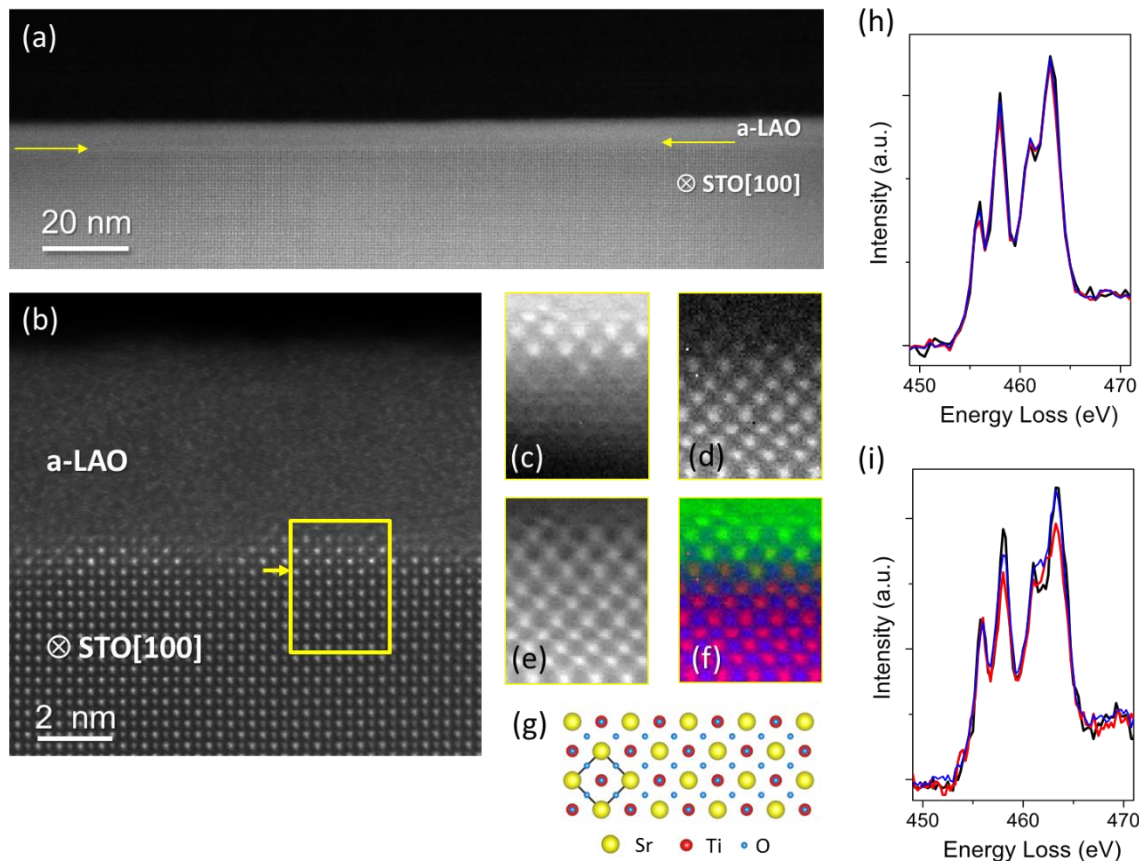 (a)
a-LAO
⊗ STO[100]
20 nm
(b)
a-LAO
⊗ STO[100]
2 nm
(c)
(d)
(e)
(f)
(g)
Sr Ti O
(h)
Intensity (a.u.)
450 460 470
Energy Loss (eV)
(i)
Intensity (a.u.)
450 460 470
Energy Loss (eV)